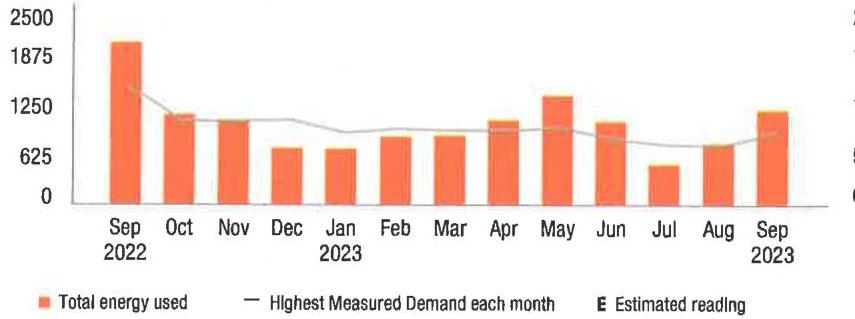 2500
1875
1250
625
0
Sep Oct Nov Dec Jan Feb Mar Apr May Jun Jul Aug Sep
2022 2023 2023
Total energy used Highest Measured Demand each month E Estimated reading